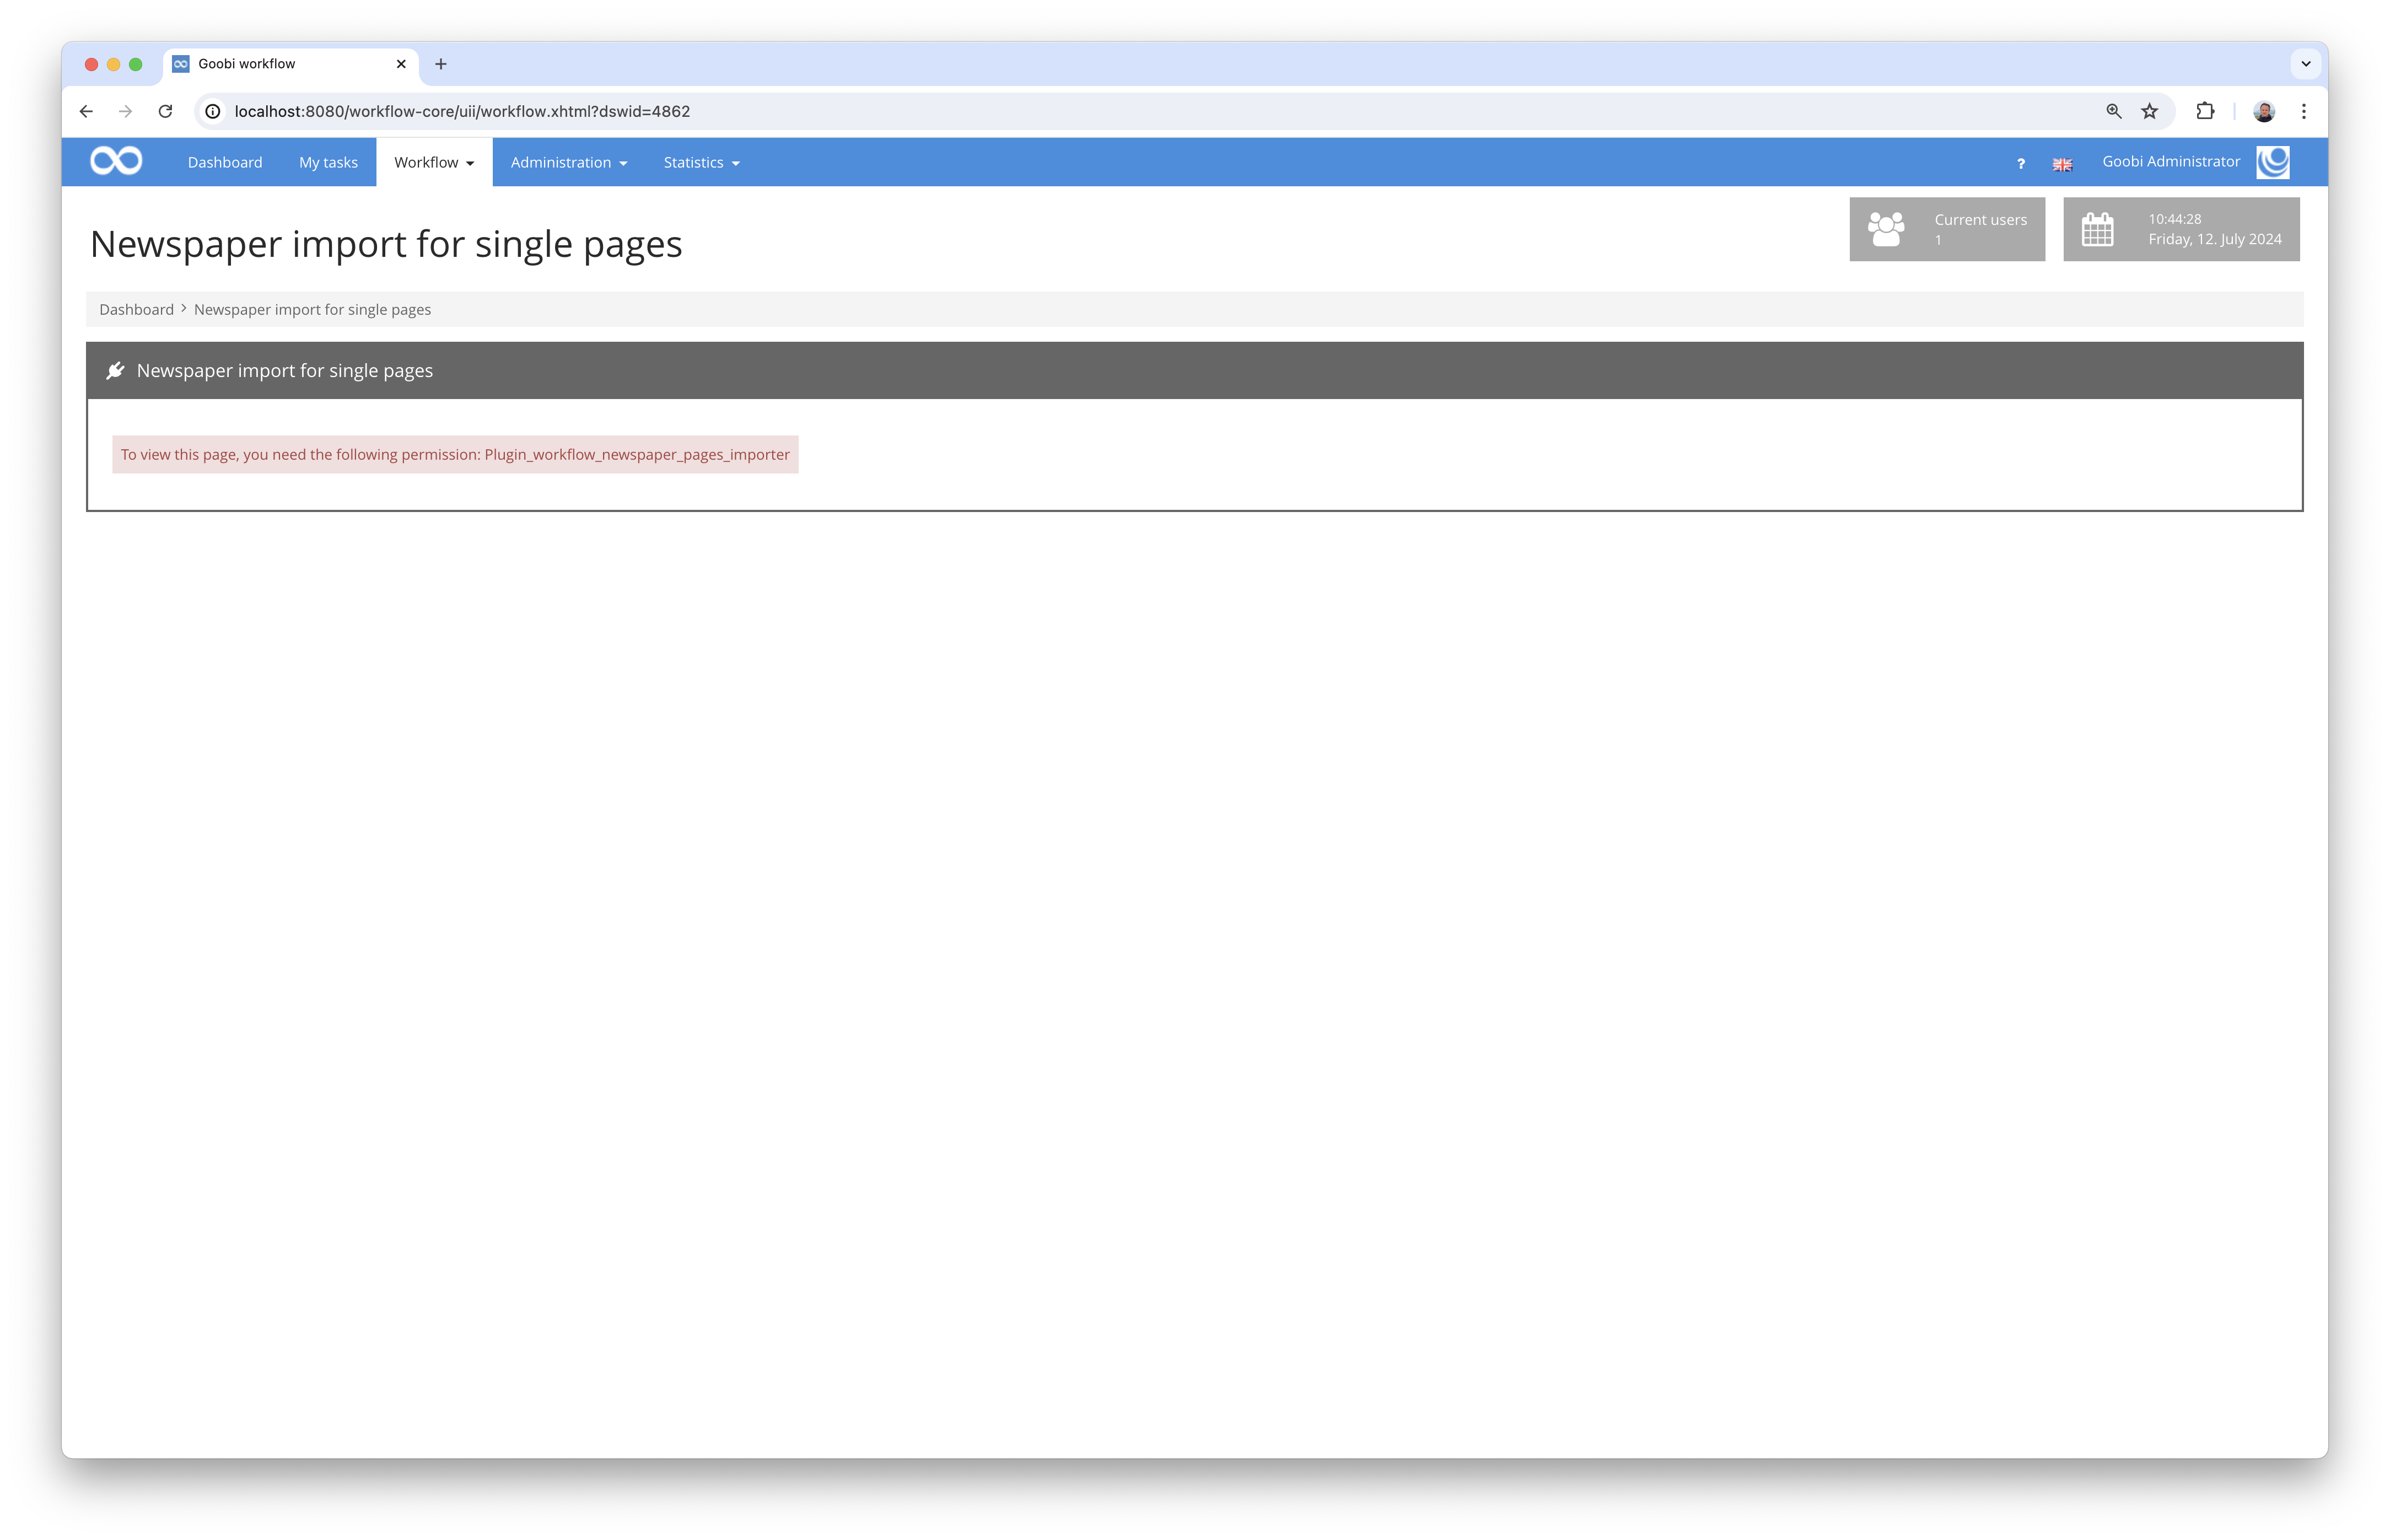 Goobi workflow
localhost:8080/workflow-core/uii/workflow.xhtml?dswid=4862
Dashboard My tasks Workflow Administration Statistics ? Goobi Administrator
Newspaper import for single pages
Current users
1
10:44:28
Friday, 12. July 2024
Dashboard > Newspaper import for single pages
Newspaper import for single pages
To view this page, you need the following permission: Plugin_workflow_newspaper_pages_importer